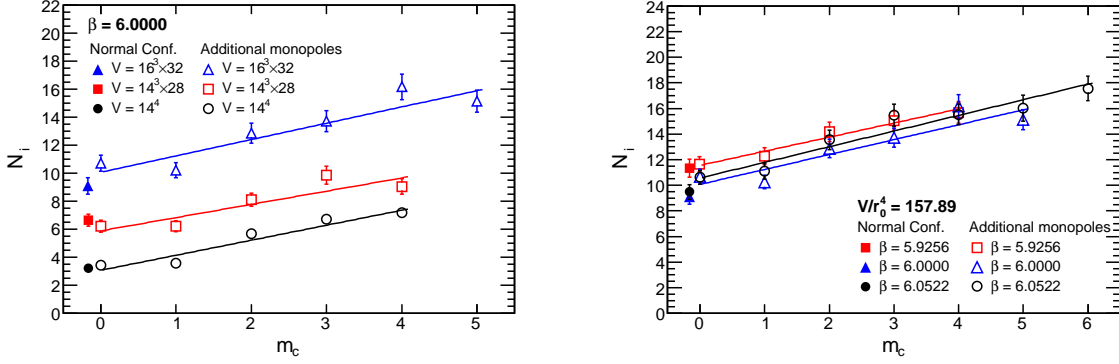 β = 6.0000
Normal Conf. Additional monopoles
V = 16³×32 V = 16³×32
V = 14³×28 V = 14³×28
V = 14⁴ V = 14⁴
N_i
22
20
18
16
14
12
10
8
6
4
2
0
0 1 2 3 4 5
m_c
N_i
24
22
20
18
16
14
12
10
8
6
4
2
0
V/r₀⁴ = 157.89
Normal Conf. Additional monopoles
β = 5.9256 β = 5.9256
β = 6.0000 β = 6.0000
β = 6.0522 β = 6.0522
0 1 2 3 4 5 6
m_c